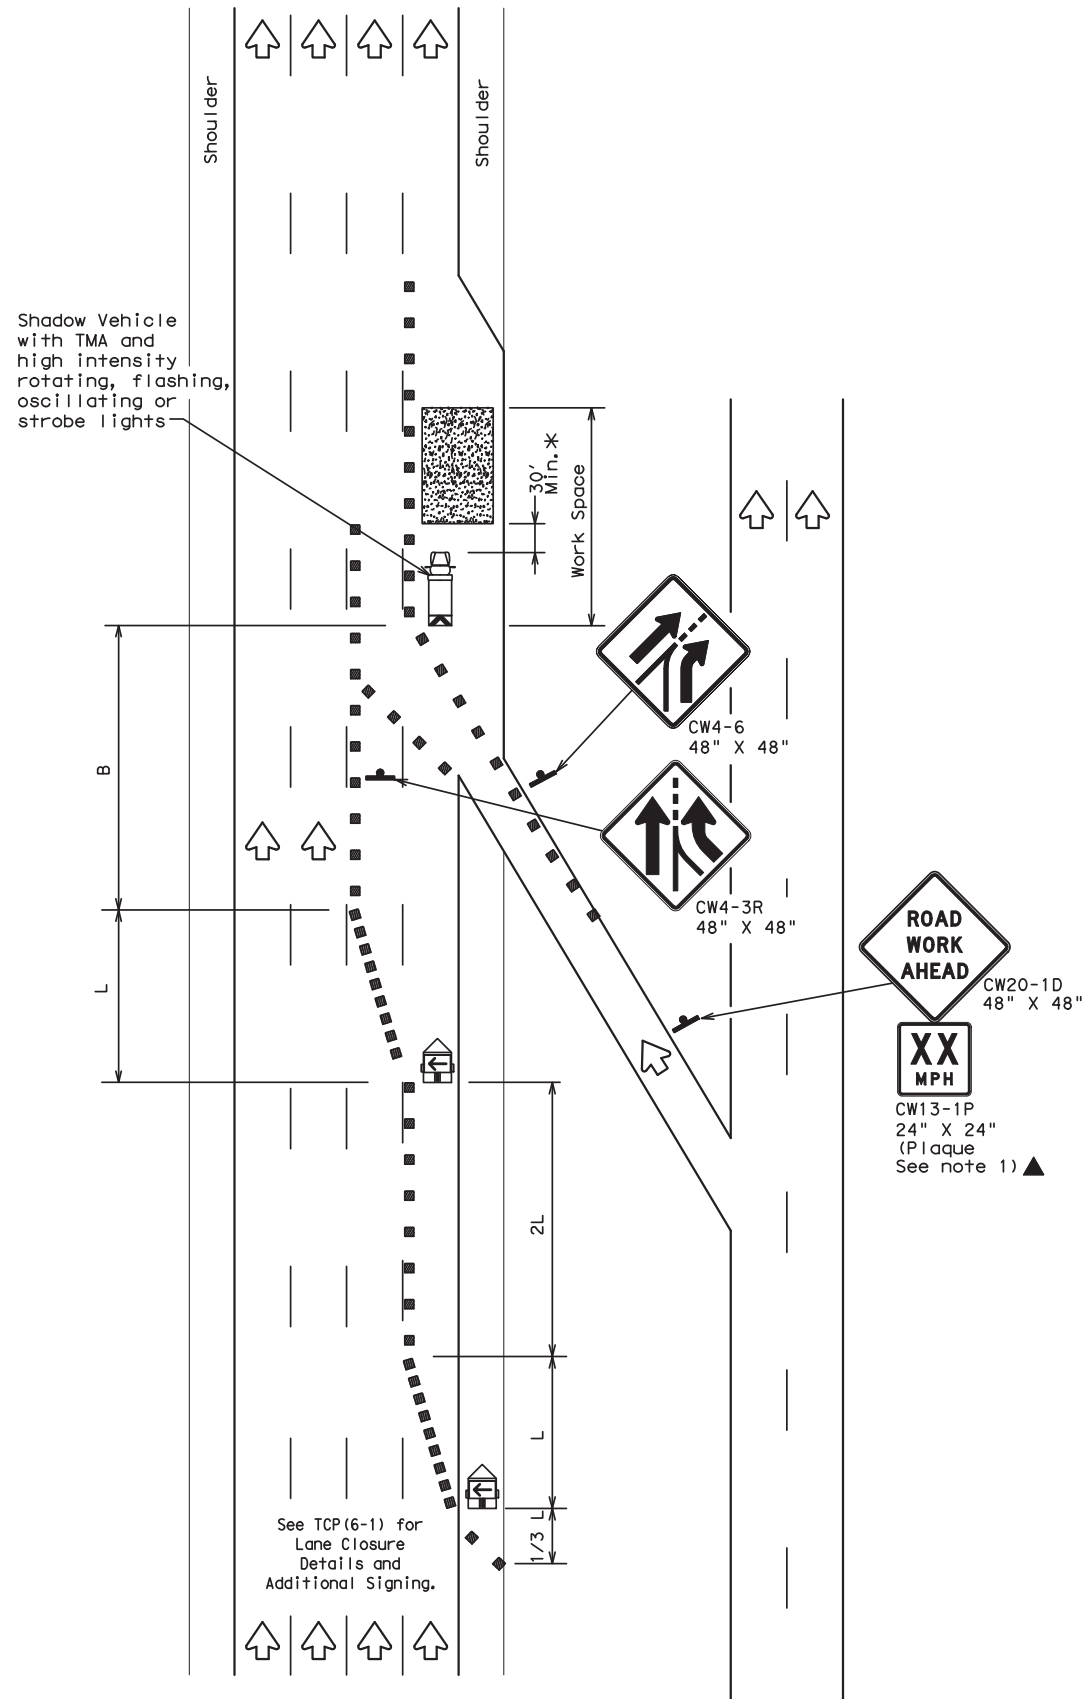 Shoulder
Shoulder
Shadow Vehicle
with TMA and
high intensity
rotating, flashing,
oscillating or
strobe lights
30'
Min.*
Work Space
CW4-6
48" X 48"
B
CW4-3R
48" X 48"
ROAD
WORK
AHEAD
CW20-1D
48" X 48"
L
XX
MPH
CW13-1P
24" X 24"
(Plaque
See note 1)▲
2L
L
1/3 L
See TCP(6-1) for
Lane Closure
Details and
Additional Signing.